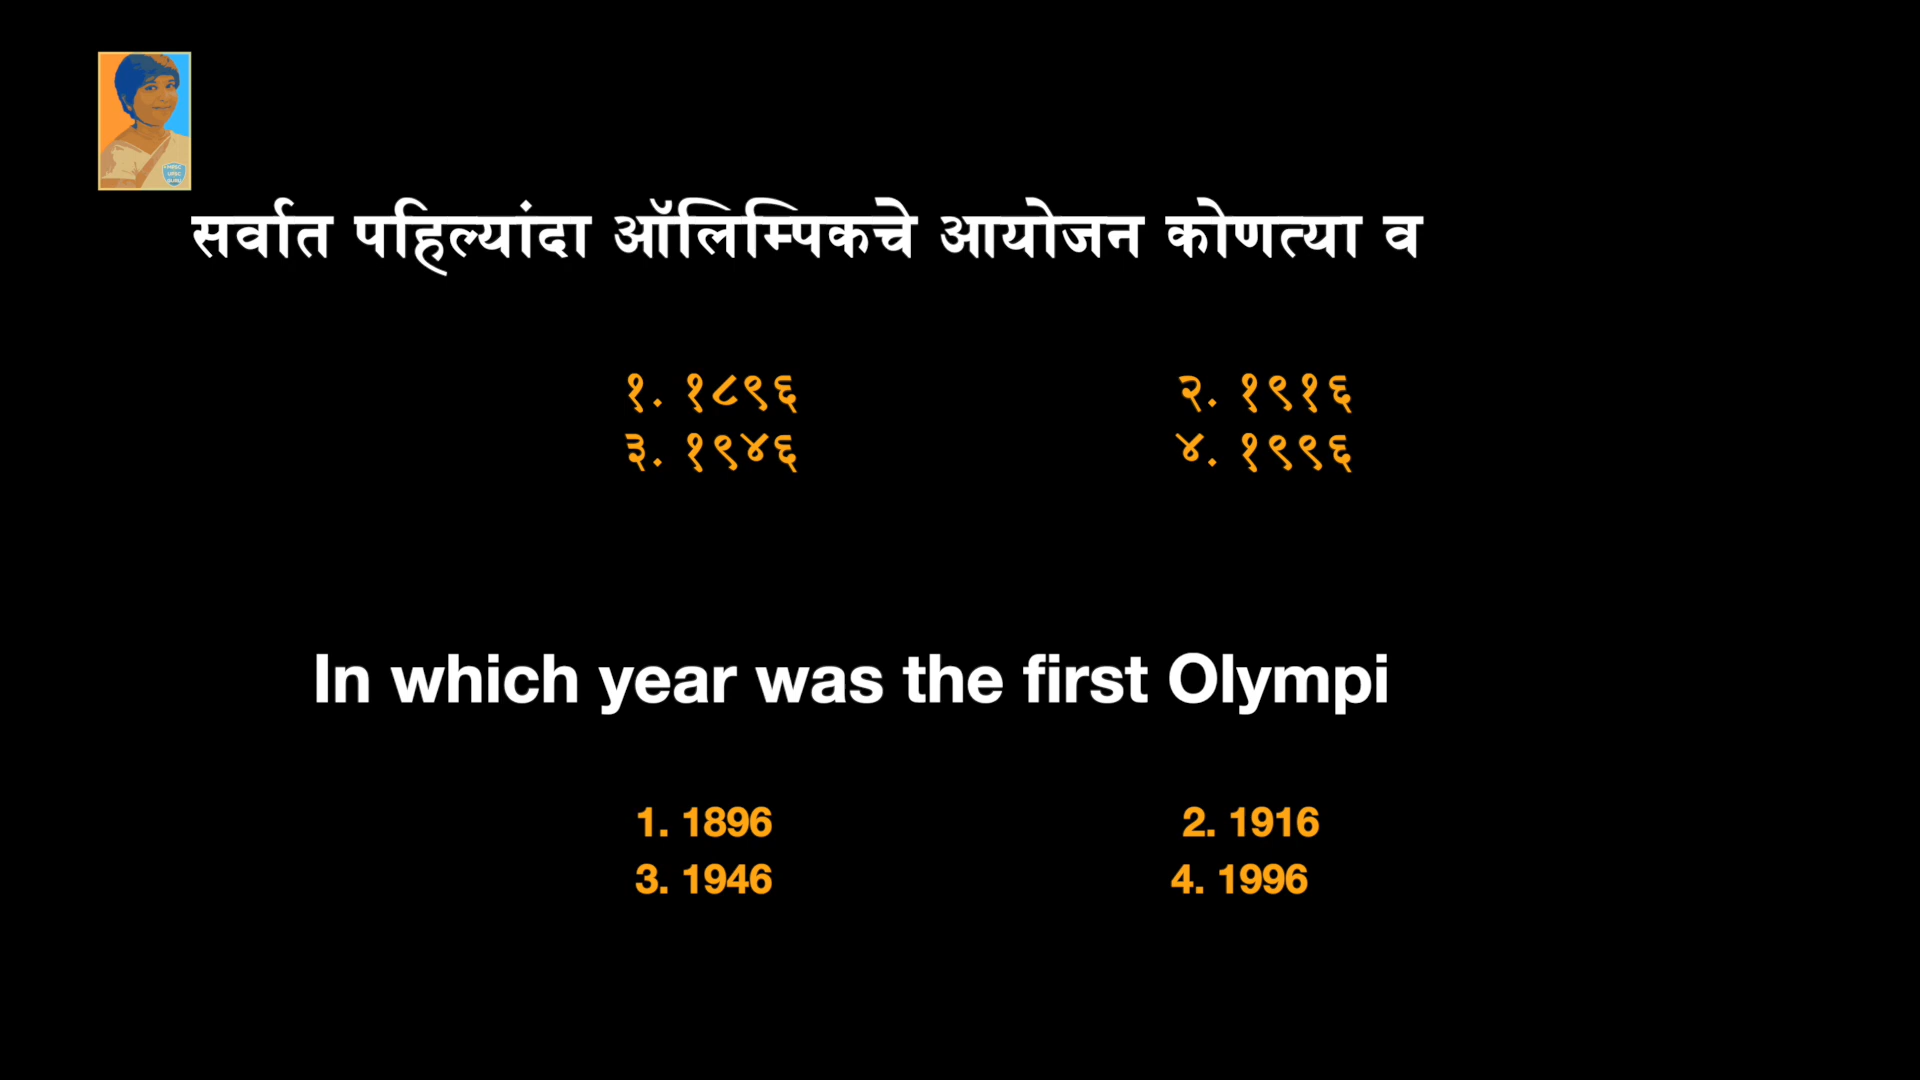 सर्वात पहिल्यांदा ऑलिम्पिकचे आयोजन कोणत्या व
१. १८९६ २. १९१६
३. १९४६ ४. १९९६
In which year was the first Olympi
1. 1896 2. 1916
3. 1946 4. 1996